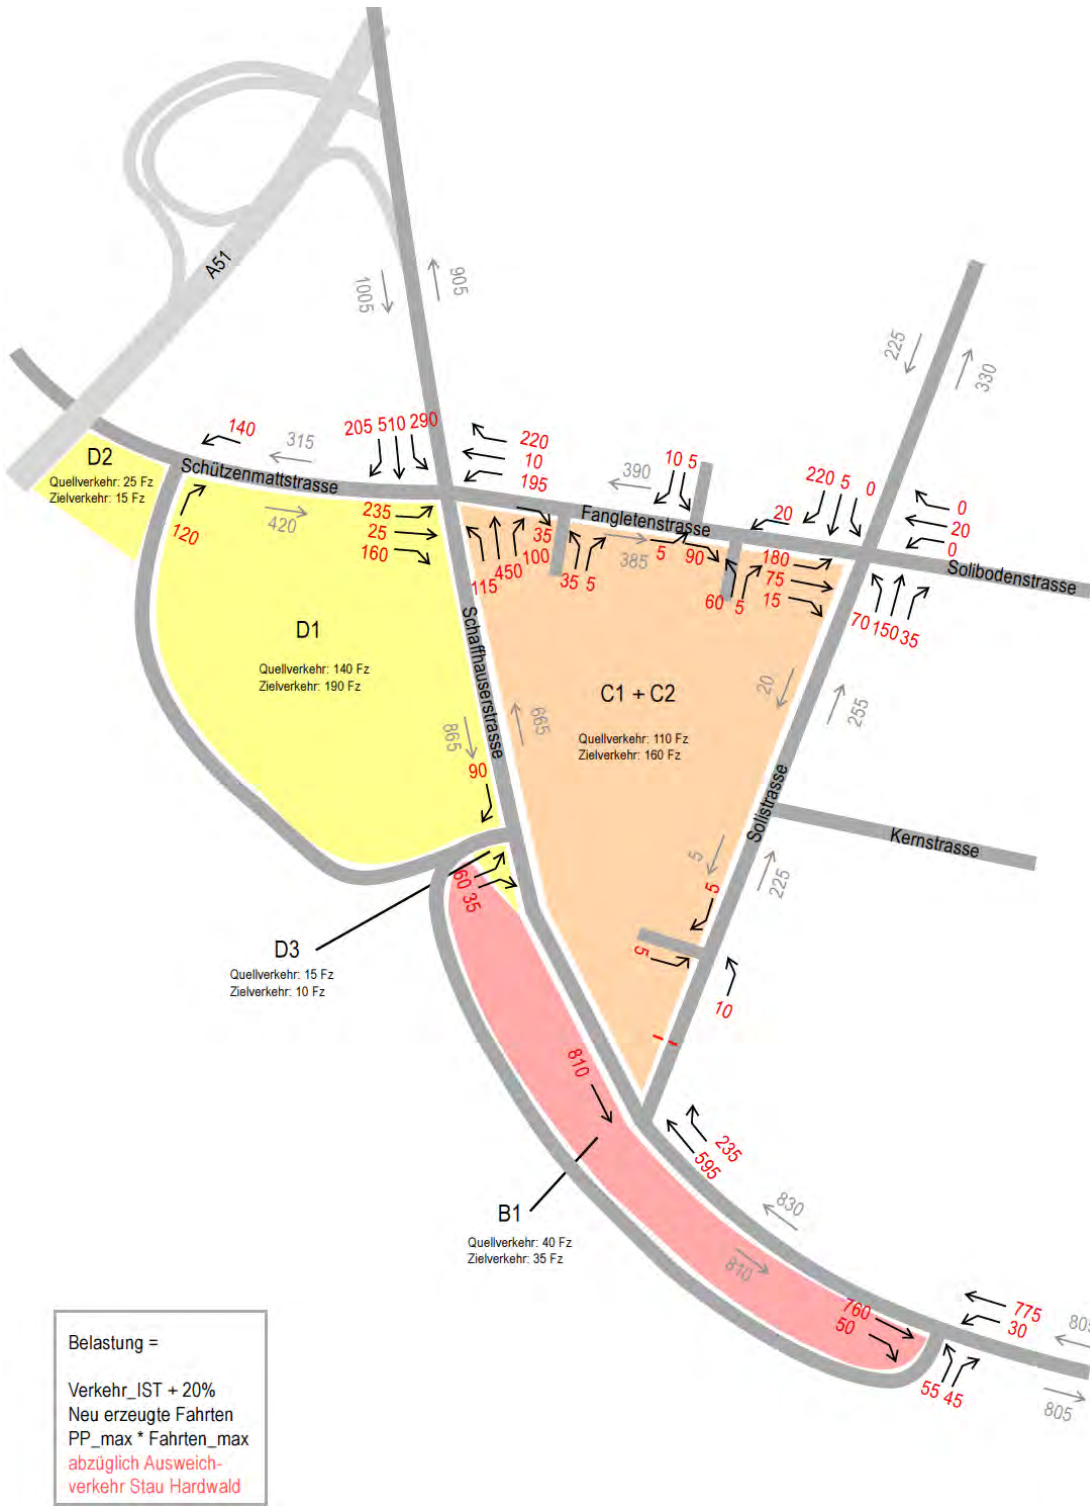 A51
1005
905
225
330
140
315
205 510 290
220
10
195
10 5
390
220 5 0
0
20
0
20
D2
Quellverkehr: 25 Fz
Zielverkehr: 15 Fz
Schützenmattstrasse
Fangletenstrasse
Solibodenstrasse
120
420
235
25
160
115 450 100
35
35 5
385
5
90
60 5
180
75
15
70 150 35
D1
Quellverkehr: 140 Fz
Zielverkehr: 190 Fz
Schaffhauserstrasse
C1 + C2
Quellverkehr: 110 Fz
Zielverkehr: 160 Fz
20
255
865
665
90
Solistrasse
Kernstrasse
5
225
5
60 35
D3
Quellverkehr: 15 Fz
Zielverkehr: 10 Fz
5
10
810
235
595
B1
Quellverkehr: 40 Fz
Zielverkehr: 35 Fz
830
810
760
50
775
30
805
55 45
805
Belastung =
Verkehr_IST + 20%
Neu erzeugte Fahrten
PP_max * Fahrten_max
abzüglich Ausweich-
verkehr Stau Hardwald